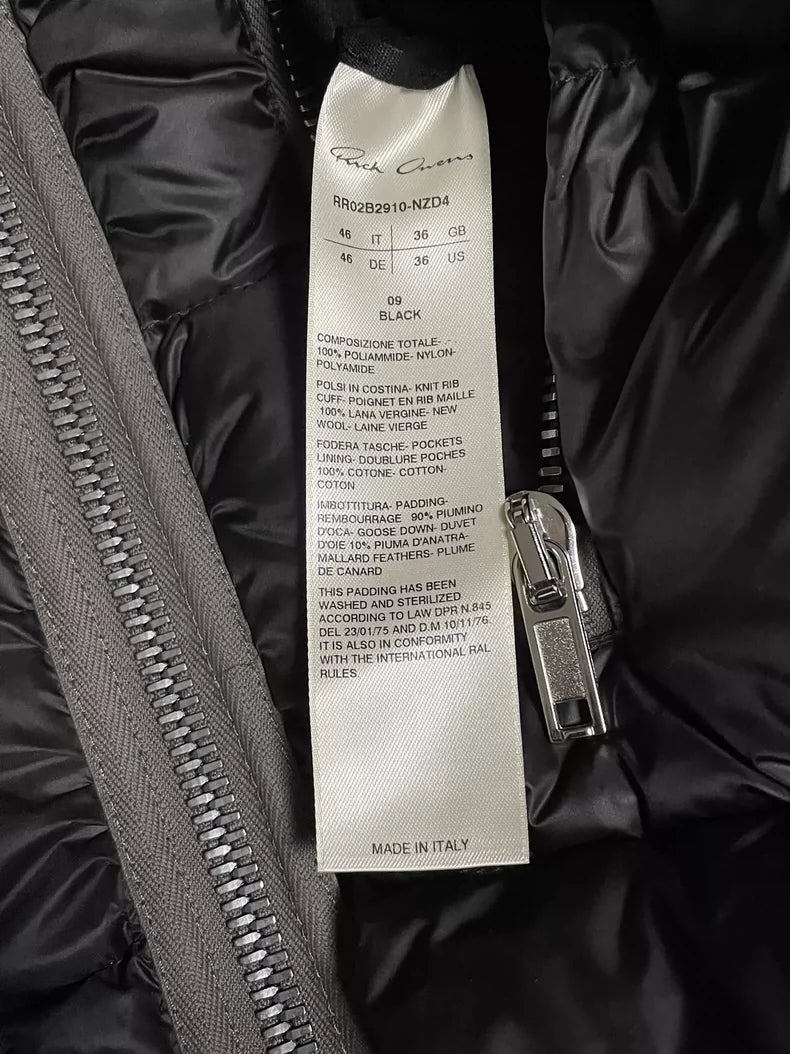 Rick Owens
RR02B2910-NZD4
46 IT 36 GB
46 DE 36 US
09
BLACK
COMPOSIZIONE TOTALE- . -
100% POLIAMMIDE- NYLON-
POLYAMIDE
POLSI IN COSTINA- KNIT RIB
CUFF- POIGNET EN RIB MAILLE
100% LANA VERGINE- NEW
WOOL- LAINE VIERGE
FODERA TASCHE- POCKETS
LINING- DOUBLURE POCHES
100% COTONE- COTTON-
COTON
IMBOTTITURA- PADDING-
REMBOURRAGE 90% PIUMINO
D'OCA- GOOSE DOWN- DUVET
D'OIE 10% PIUMA D'ANATRA-
MALLARD FEATHERS- PLUME
DE CANARD
THIS PADDING HAS BEEN
WASHED AND STERILIZED
ACCORDING TO LAW DPR N.845
DEL 23/01/75 AND D.M 10/11/76.
IT IS ALSO IN CONFORMITY
WITH THE INTERNATIONAL RAL
RULES.
MADE IN ITALY